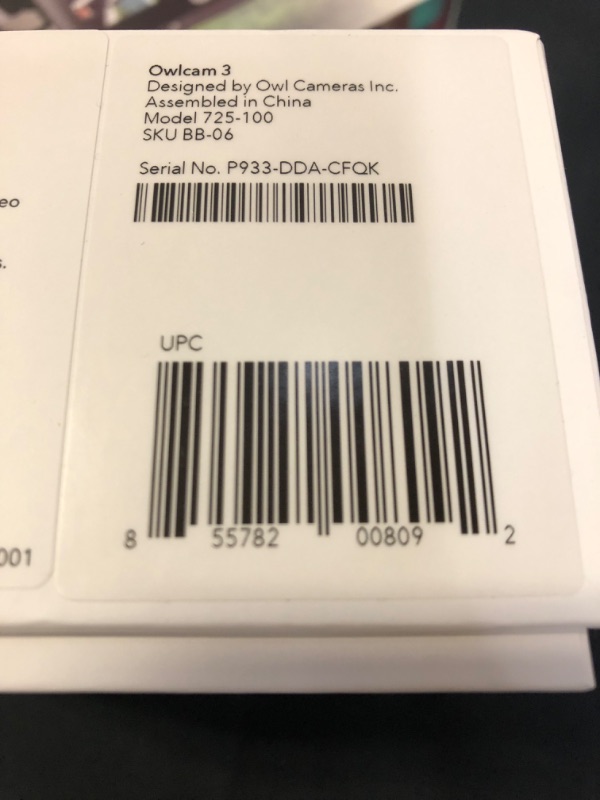 Owlcam 3
Designed by Owl Cameras Inc.
Assembled in China
Model 725-100
SKU BB-06
Serial No. P933-DDA-CFQK
eo
s.
UPC
8 55782 00809 2
001